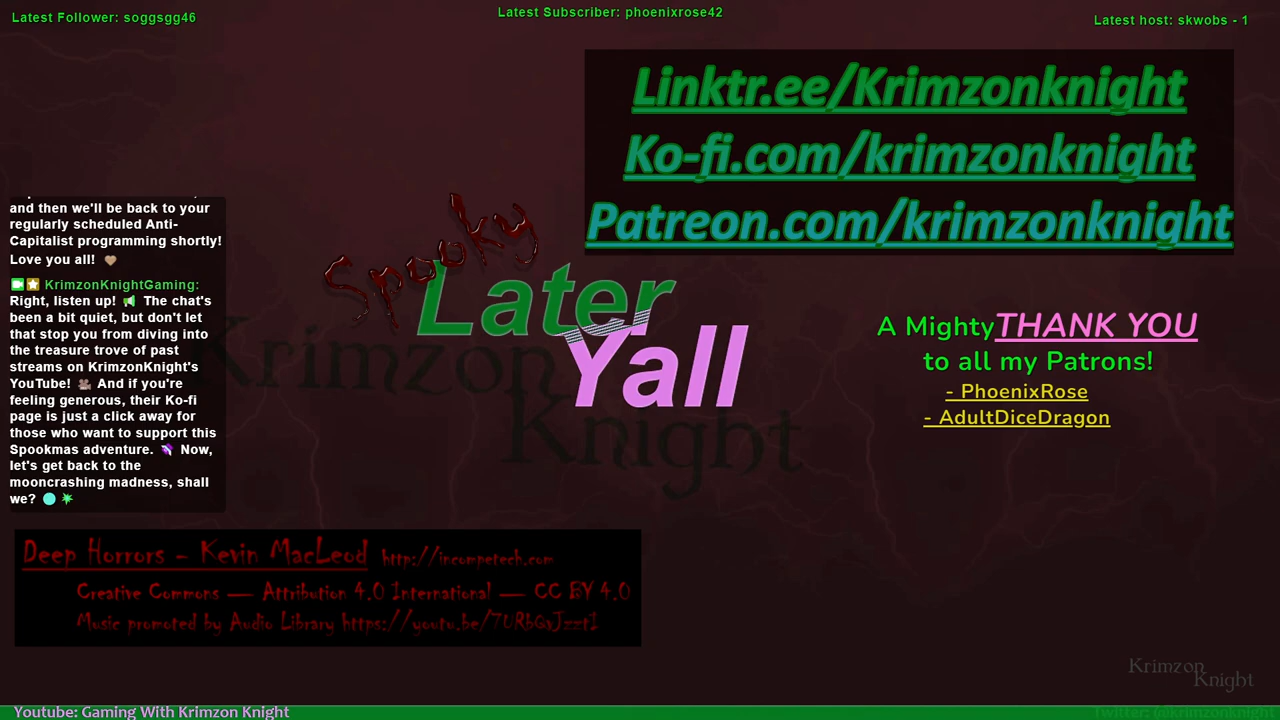 Latest Follower: soggsgg46
Latest Subscriber: phoenixrose42
Latest host: skwobs - 1
Linktr.ee/Krimzonknight
Ko-fi.com/krimzonknight
Patreon.com/krimzonknight
and then we'll be back to your
regularly scheduled Anti-
Capitalist programming shortly!
Love you all!
KrimzonKnightGaming:
Right, listen up! The chat's
been a bit quiet, but don't let
that stop you from diving into
the treasure trove of past
streams on KrimzonKnight's
YouTube! And if you're
feeling generous, their Ko-fi
page is just a click away for
those who want to support this
Spookmas adventure. Now,
let's get back to the
mooncrashing madness, shall
we?
Spooky
Later
Yall
Krimzon
Knight
A Mighty THANK YOU
to all my Patrons!
- PhoenixRose
- AdultDiceDragon
Deep Horrors - Kevin MacLeod http://incompetech.com
Creative Commons — Attribution 4.0 International — CC BY 4.0
Music promoted by Audio Library https://youtu.be/
Krimzon
Knight
Youtube: Gaming With Krimzon Knight
Twitter: @krimzonknight